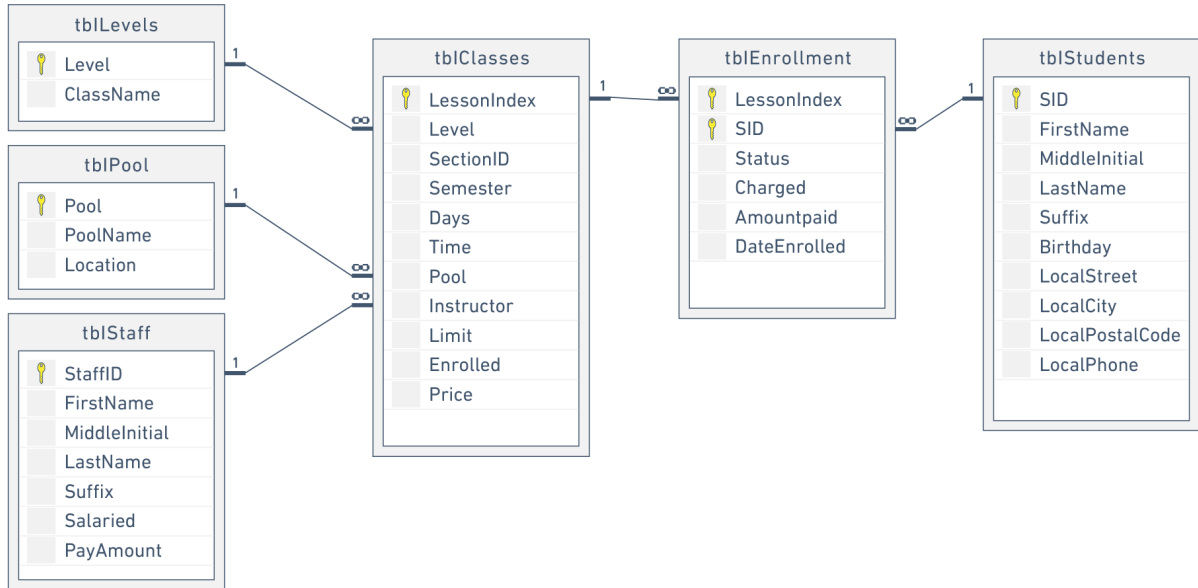 tblLevels
Level
ClassName
tblPool
Pool
PoolName
Location
tblStaff
StaffID
FirstName
MiddleInitial
LastName
Suffix
Salaried
PayAmount
1
∞
1
∞
∞
1
tblClasses
LessonIndex
Level
SectionID
Semester
Days
Time
Pool
Instructor
Limit
Enrolled
Price
1
∞
tblEnrollment
LessonIndex
SID
Status
Charged
Amountpaid
DateEnrolled
1
∞
tblStudents
SID
FirstName
MiddleInitial
LastName
Suffix
Birthday
LocalStreet
LocalCity
LocalPostalCode
LocalPhone